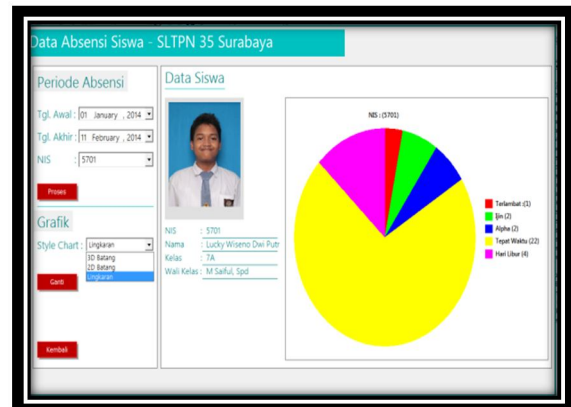 Data Absensi Siswa - SLTPN 35 Surabaya
Periode Absensi
Tgl. Awal : 01 January , 2014
Tgl. Akhir : 11 February , 2014
NIS : 5701
Proses
Grafik
Style Chart : Lingkaran
3D Batang
2D Batang
Lingkaran
Ganti
Kembali
Data Siswa
NIS : 5701
Nama : Lucky Wiseno Dwi Putr
Kelas : 7A
Wali Kelas : M Saiful, Spd
NIS : (5701)
Terlambat :(1)
Ijin (2)
Alpha (2)
Tepat Waktu (22)
Hari Libur (4)